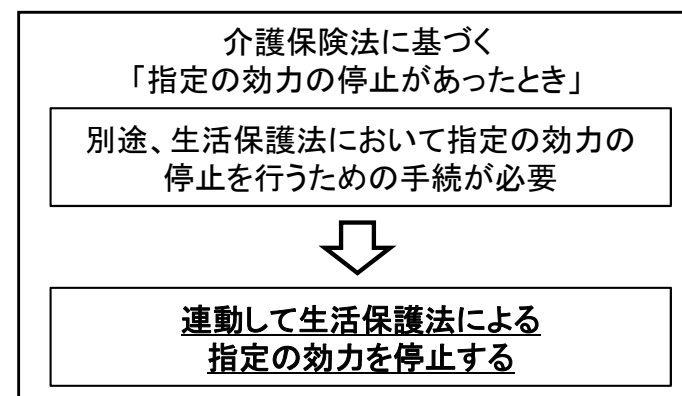 介護保険法に基づく
「指定の効力の停止があったとき」
別途、生活保護法において指定の効力の
停止を行うための手続が必要
連動して生活保護法による
指定の効力を停止する